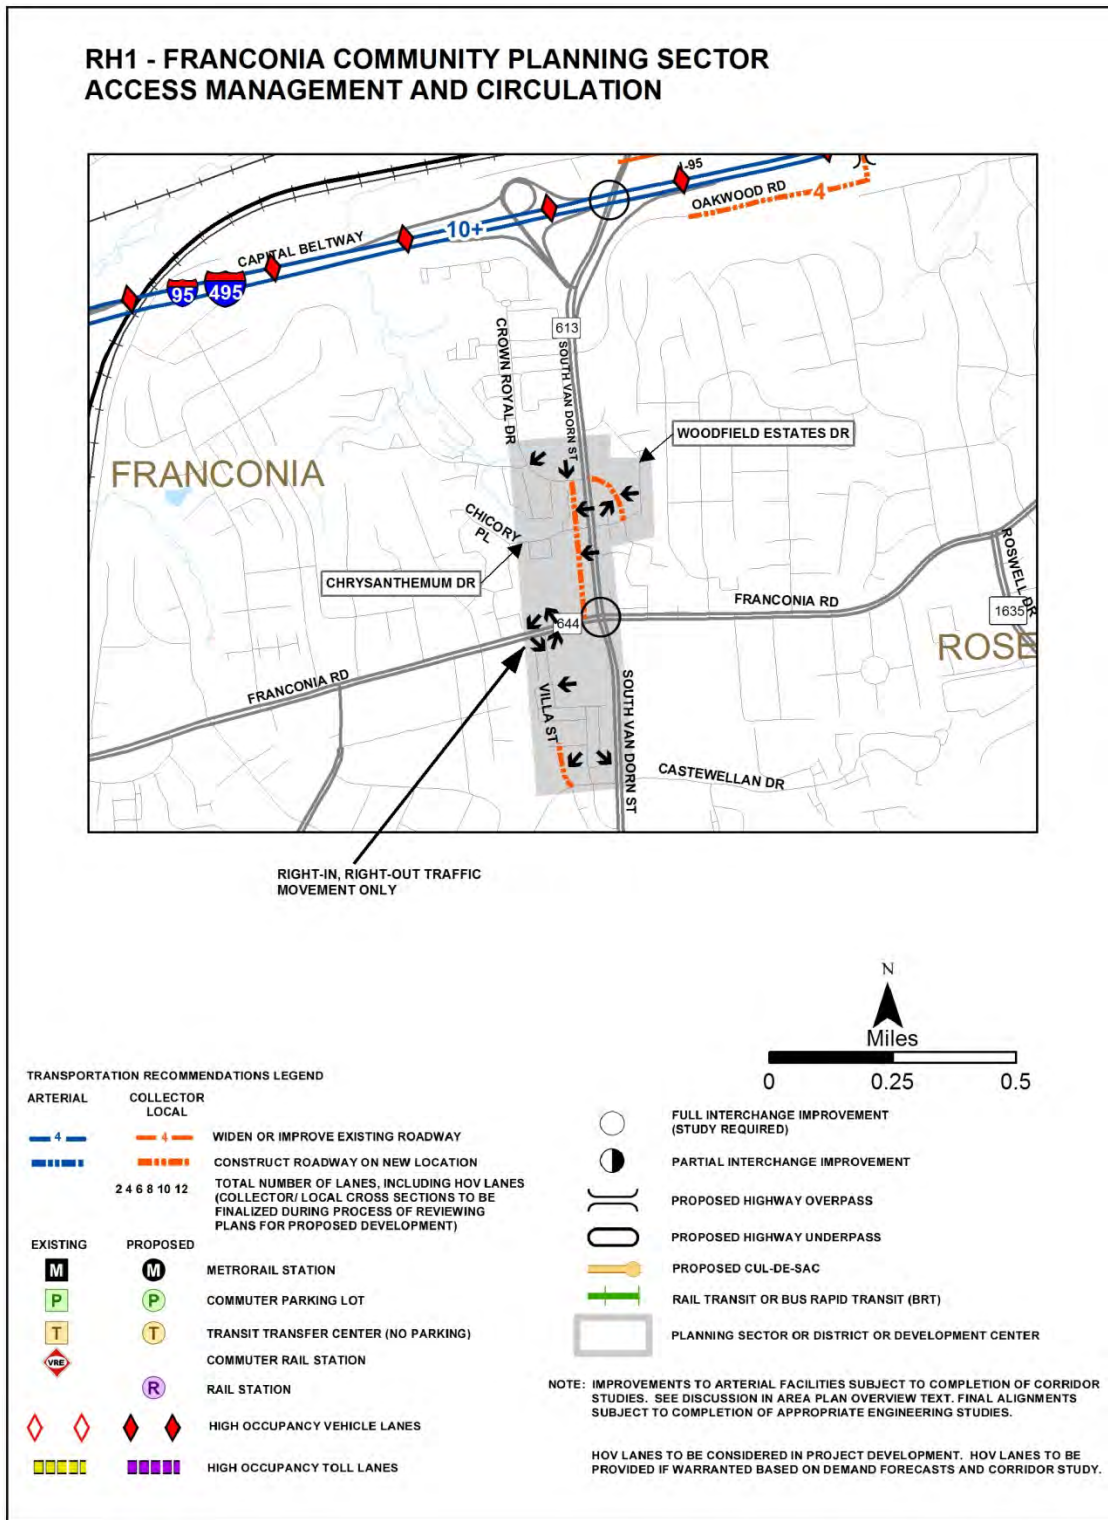 RH1 - FRANCONIA COMMUNITY PLANNING SECTOR
ACCESS MANAGEMENT AND CIRCULATION
I-95
OAKWOOD RD
4
10+
CAPITAL BELTWAY
95
495
613
CROWN ROYAL DR
SOUTH VAN DORN ST
WOODFIELD ESTATES DR
FRANCONIA
CHICORY
PL
CHRYSANTHEMUM DR
ROSWELL DR
FRANCONIA RD
1635
644
ROSE
FRANCONIA RD
VILLA ST
SOUTH VAN DORN ST
CASTEWELLAN DR
RIGHT-IN, RIGHT-OUT TRAFFIC
MOVEMENT ONLY
N
Miles
0 0.25 0.5
TRANSPORTATION RECOMMENDATIONS LEGEND
ARTERIAL COLLECTOR
LOCAL
4 4 WIDEN OR IMPROVE EXISTING ROADWAY
CONSTRUCT ROADWAY ON NEW LOCATION
2 4 6 8 10 12 TOTAL NUMBER OF LANES, INCLUDING HOV LANES
(COLLECTOR/ LOCAL CROSS SECTIONS TO BE
FINALIZED DURING PROCESS OF REVIEWING
PLANS FOR PROPOSED DEVELOPMENT)
EXISTING PROPOSED
M M METRORAIL STATION
P P COMMUTER PARKING LOT
T T TRANSIT TRANSFER CENTER (NO PARKING)
VRE COMMUTER RAIL STATION
R RAIL STATION
HIGH OCCUPANCY VEHICLE LANES
HIGH OCCUPANCY TOLL LANES
FULL INTERCHANGE IMPROVEMENT
(STUDY REQUIRED)
PARTIAL INTERCHANGE IMPROVEMENT
PROPOSED HIGHWAY OVERPASS
PROPOSED HIGHWAY UNDERPASS
PROPOSED CUL-DE-SAC
RAIL TRANSIT OR BUS RAPID TRANSIT (BRT)
PLANNING SECTOR OR DISTRICT OR DEVELOPMENT CENTER
NOTE: IMPROVEMENTS TO ARTERIAL FACILITIES SUBJECT TO COMPLETION OF CORRIDOR
STUDIES. SEE DISCUSSION IN AREA PLAN OVERVIEW TEXT. FINAL ALIGNMENTS
SUBJECT TO COMPLETION OF APPROPRIATE ENGINEERING STUDIES.
HOV LANES TO BE CONSIDERED IN PROJECT DEVELOPMENT. HOV LANES TO BE
PROVIDED IF WARRANTED BASED ON DEMAND FORECASTS AND CORRIDOR STUDY.